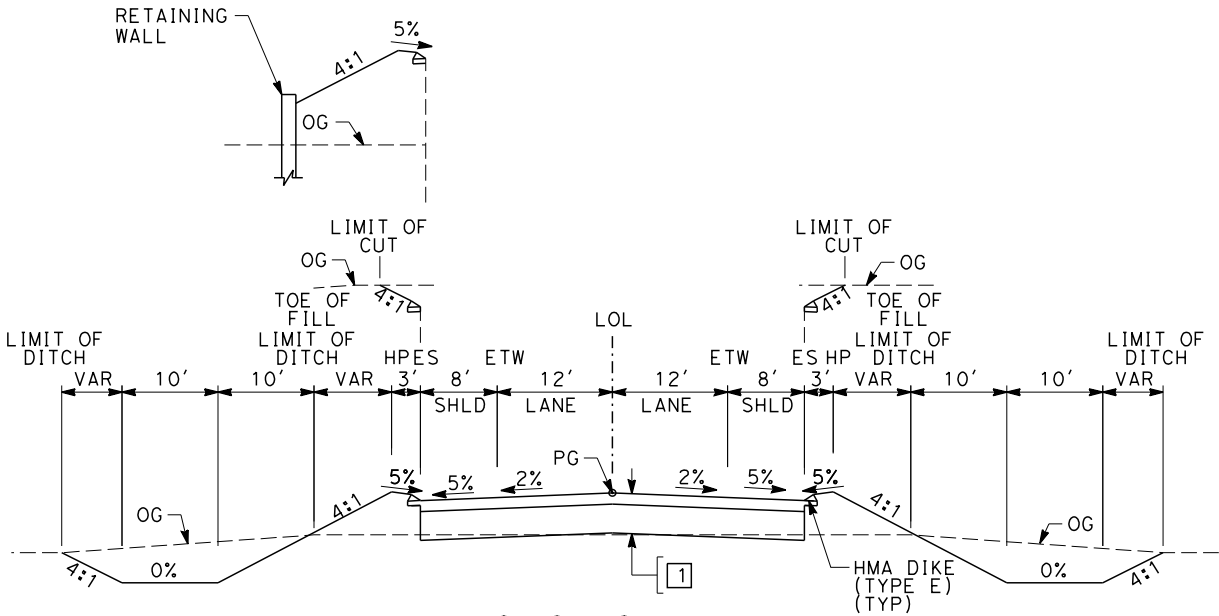 RETAINING
WALL
5%
4:1
OG
LIMIT OF
CUT
LIMIT OF
CUT
OG
OG
4:1
4:1
TOE OF
FILL
TOE OF
FILL
LOL
LIMIT OF
DITCH
LIMIT OF
DITCH
HP ES
ETW
ETW
ES HP
LIMIT OF
DITCH
LIMIT OF
DITCH
VAR 10' 10' VAR 3' 8' 12' 12' 8' 3' VAR 10' 10' VAR
SHLD LANE LANE SHLD
PG
5% 5% 2% 2% 5% 5%
4:1
4:1
OG
OG
4:1
0%
1
HMA DIKE
(TYPE E)
(TYP)
0%
4:1